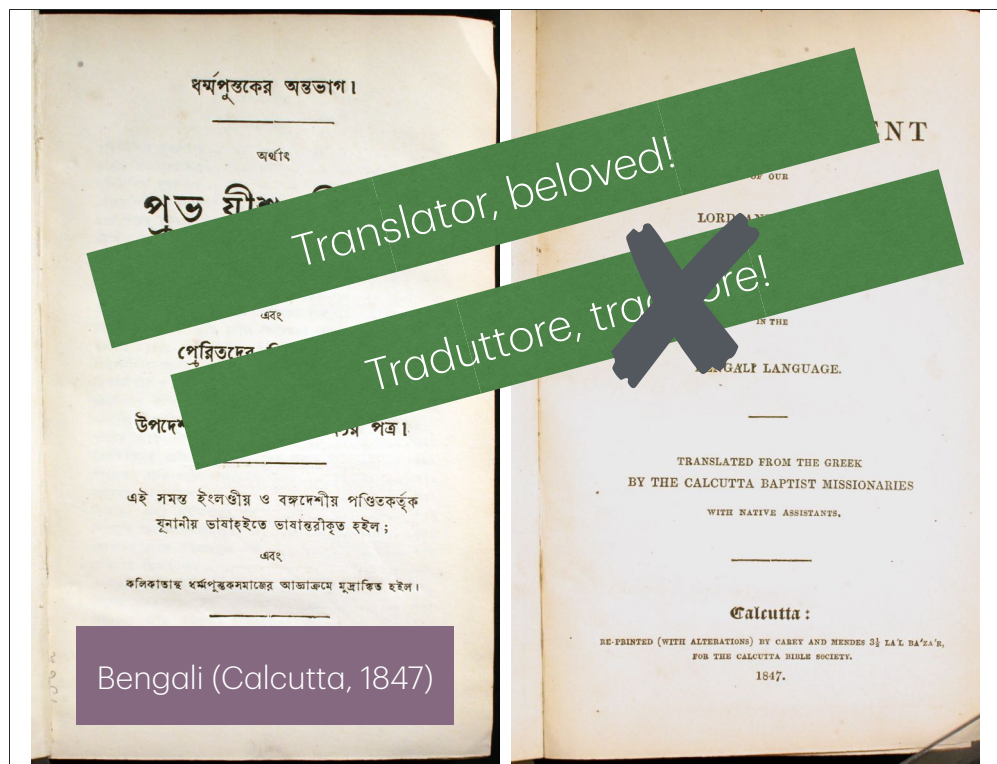 ধর্ম্মপুস্তকের অন্তভাগ।
অর্থাৎ
প্রভু যীশু
এবং
প্রেরিতদের
উপদেশ
পত্র।
এই সমস্ত ইংলণ্ডীয় ও বঙ্গদেশীয় পণ্ডিতকর্তৃক
যূনানীয় ভাষাহইতে ভাষান্তরীকৃত হইল;
এবং
কলিকাতাস্থ ধর্ম্মপুস্তকসমাজের আজ্ঞাক্রমে মুদ্রাঙ্কিত হইল।
Translator, beloved!
Traduttore,
Bengali (Calcutta, 1847)
OF OUR
LORD
IN THE
LANGUAGE.
TRANSLATED FROM THE GREEK
BY THE CALCUTTA BAPTIST MISSIONARIES
WITH NATIVE ASSISTANTS.
Calcutta:
RE-PRINTED (WITH ALTERATIONS) BY CAREY AND MENDES 3½ LA'L BA'ZA'R,
FOR THE CALCUTTA BIBLE SOCIETY.
1847.